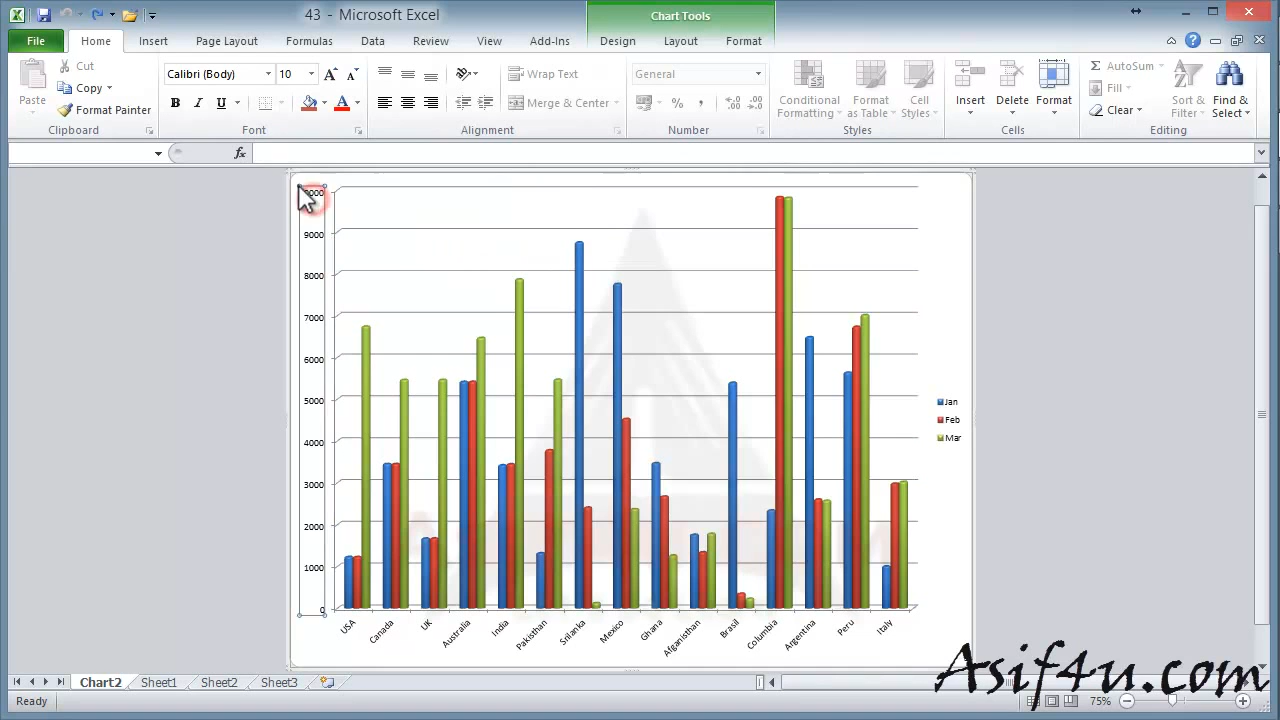 43 - Microsoft Excel
Chart Tools
File Home Insert Page Layout Formulas Data Review View Add-Ins Design Layout Format
Paste
Cut
Copy
Format Painter
Clipboard
Calibri (Body) 10
B I U
Font
Wrap Text
Merge & Center
Alignment
General
%
Number
Conditional Formatting
Format as Table
Cell Styles
Styles
Insert Delete Format
Cells
AutoSum
Fill
Clear
Sort & Filter
Find & Select
Editing
fx
9000
8000
7000
6000
5000
4000
3000
2000
1000
0
USA Canada UK Australia India Pakisthan Srilanka Mexico Ghana Afganisthan Brasil Columbia Argentina Peru Italy
Jan
Feb
Mar
Chart2 Sheet1 Sheet2 Sheet3
Ready
75%
Asif4u.com